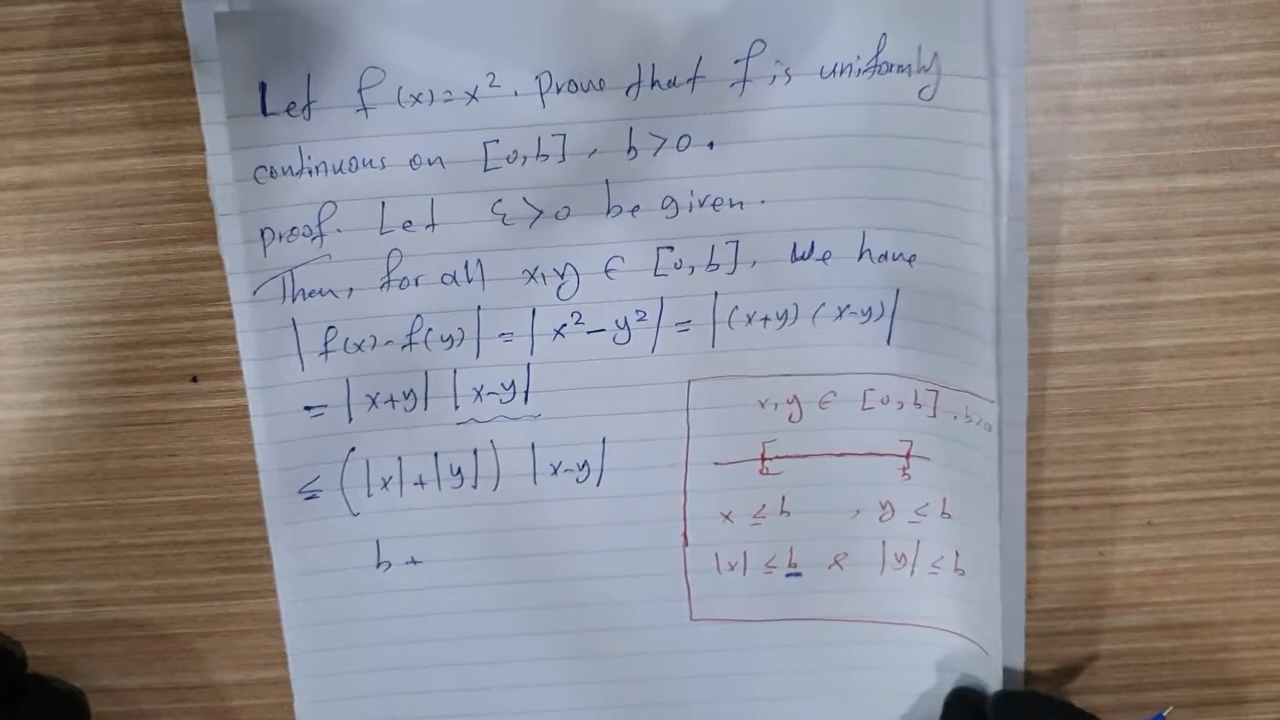 Let f(x)=x². Prove that f is uniformly
continuous on [0,b], b>0.
proof. Let ε>0 be given.
Then, for all x,y ∈ [0,b], We have
|f(x)-f(y)| = |x²-y²| = |(x+y)(x-y)|
= |x+y| |x-y|
≤ (|x|+|y|) |x-y|
b+
x,y ∈ [0,b], b>0
[ ]
b
x ≤ b , y ≤ b
|x| ≤ b & |y| ≤ b